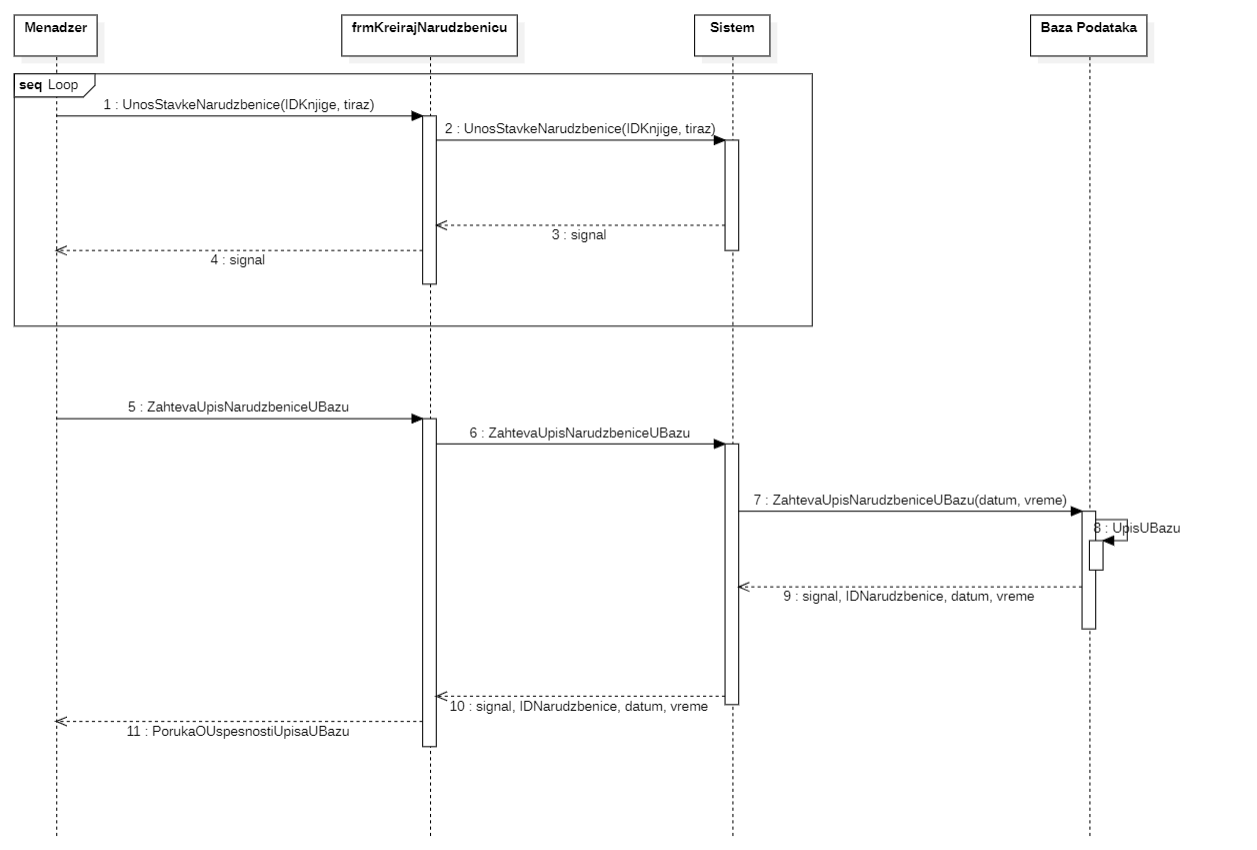 Menadzer
frmKreirajNarudzbenicu
Sistem
Baza Podataka
seq Loop
1 : UnosStavkeNarudzbenice(IDKnjige, tiraz)
2 : UnosStavkeNarudzbenice(IDKnjige, tiraz)
3 : signal
4 : signal
5 : ZahtevaUpisNarudzbeniceUBazu
6 : ZahtevaUpisNarudzbeniceUBazu
7 : ZahtevaUpisNarudzbeniceUBazu(datum, vreme)
8 : UpisUBazu
9 : signal, IDNarudzbenice, datum, vreme
10 : signal, IDNarudzbenice, datum, vreme
11 : PorukaOUspesnostiUpisaUBazu